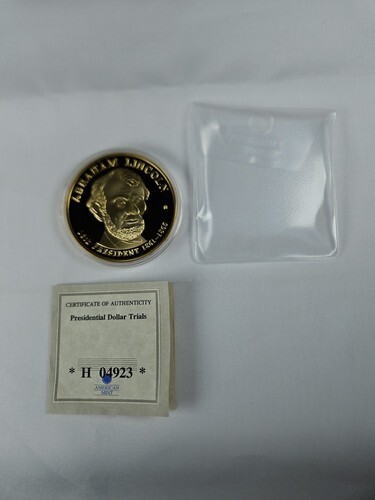 ABRAHAM LINCOLN
16TH PRESIDENT 1861-1865
CERTIFICATE OF AUTHENTICITY
Presidential Dollar Trials
* H 04923 *
AMERICAN
MINT